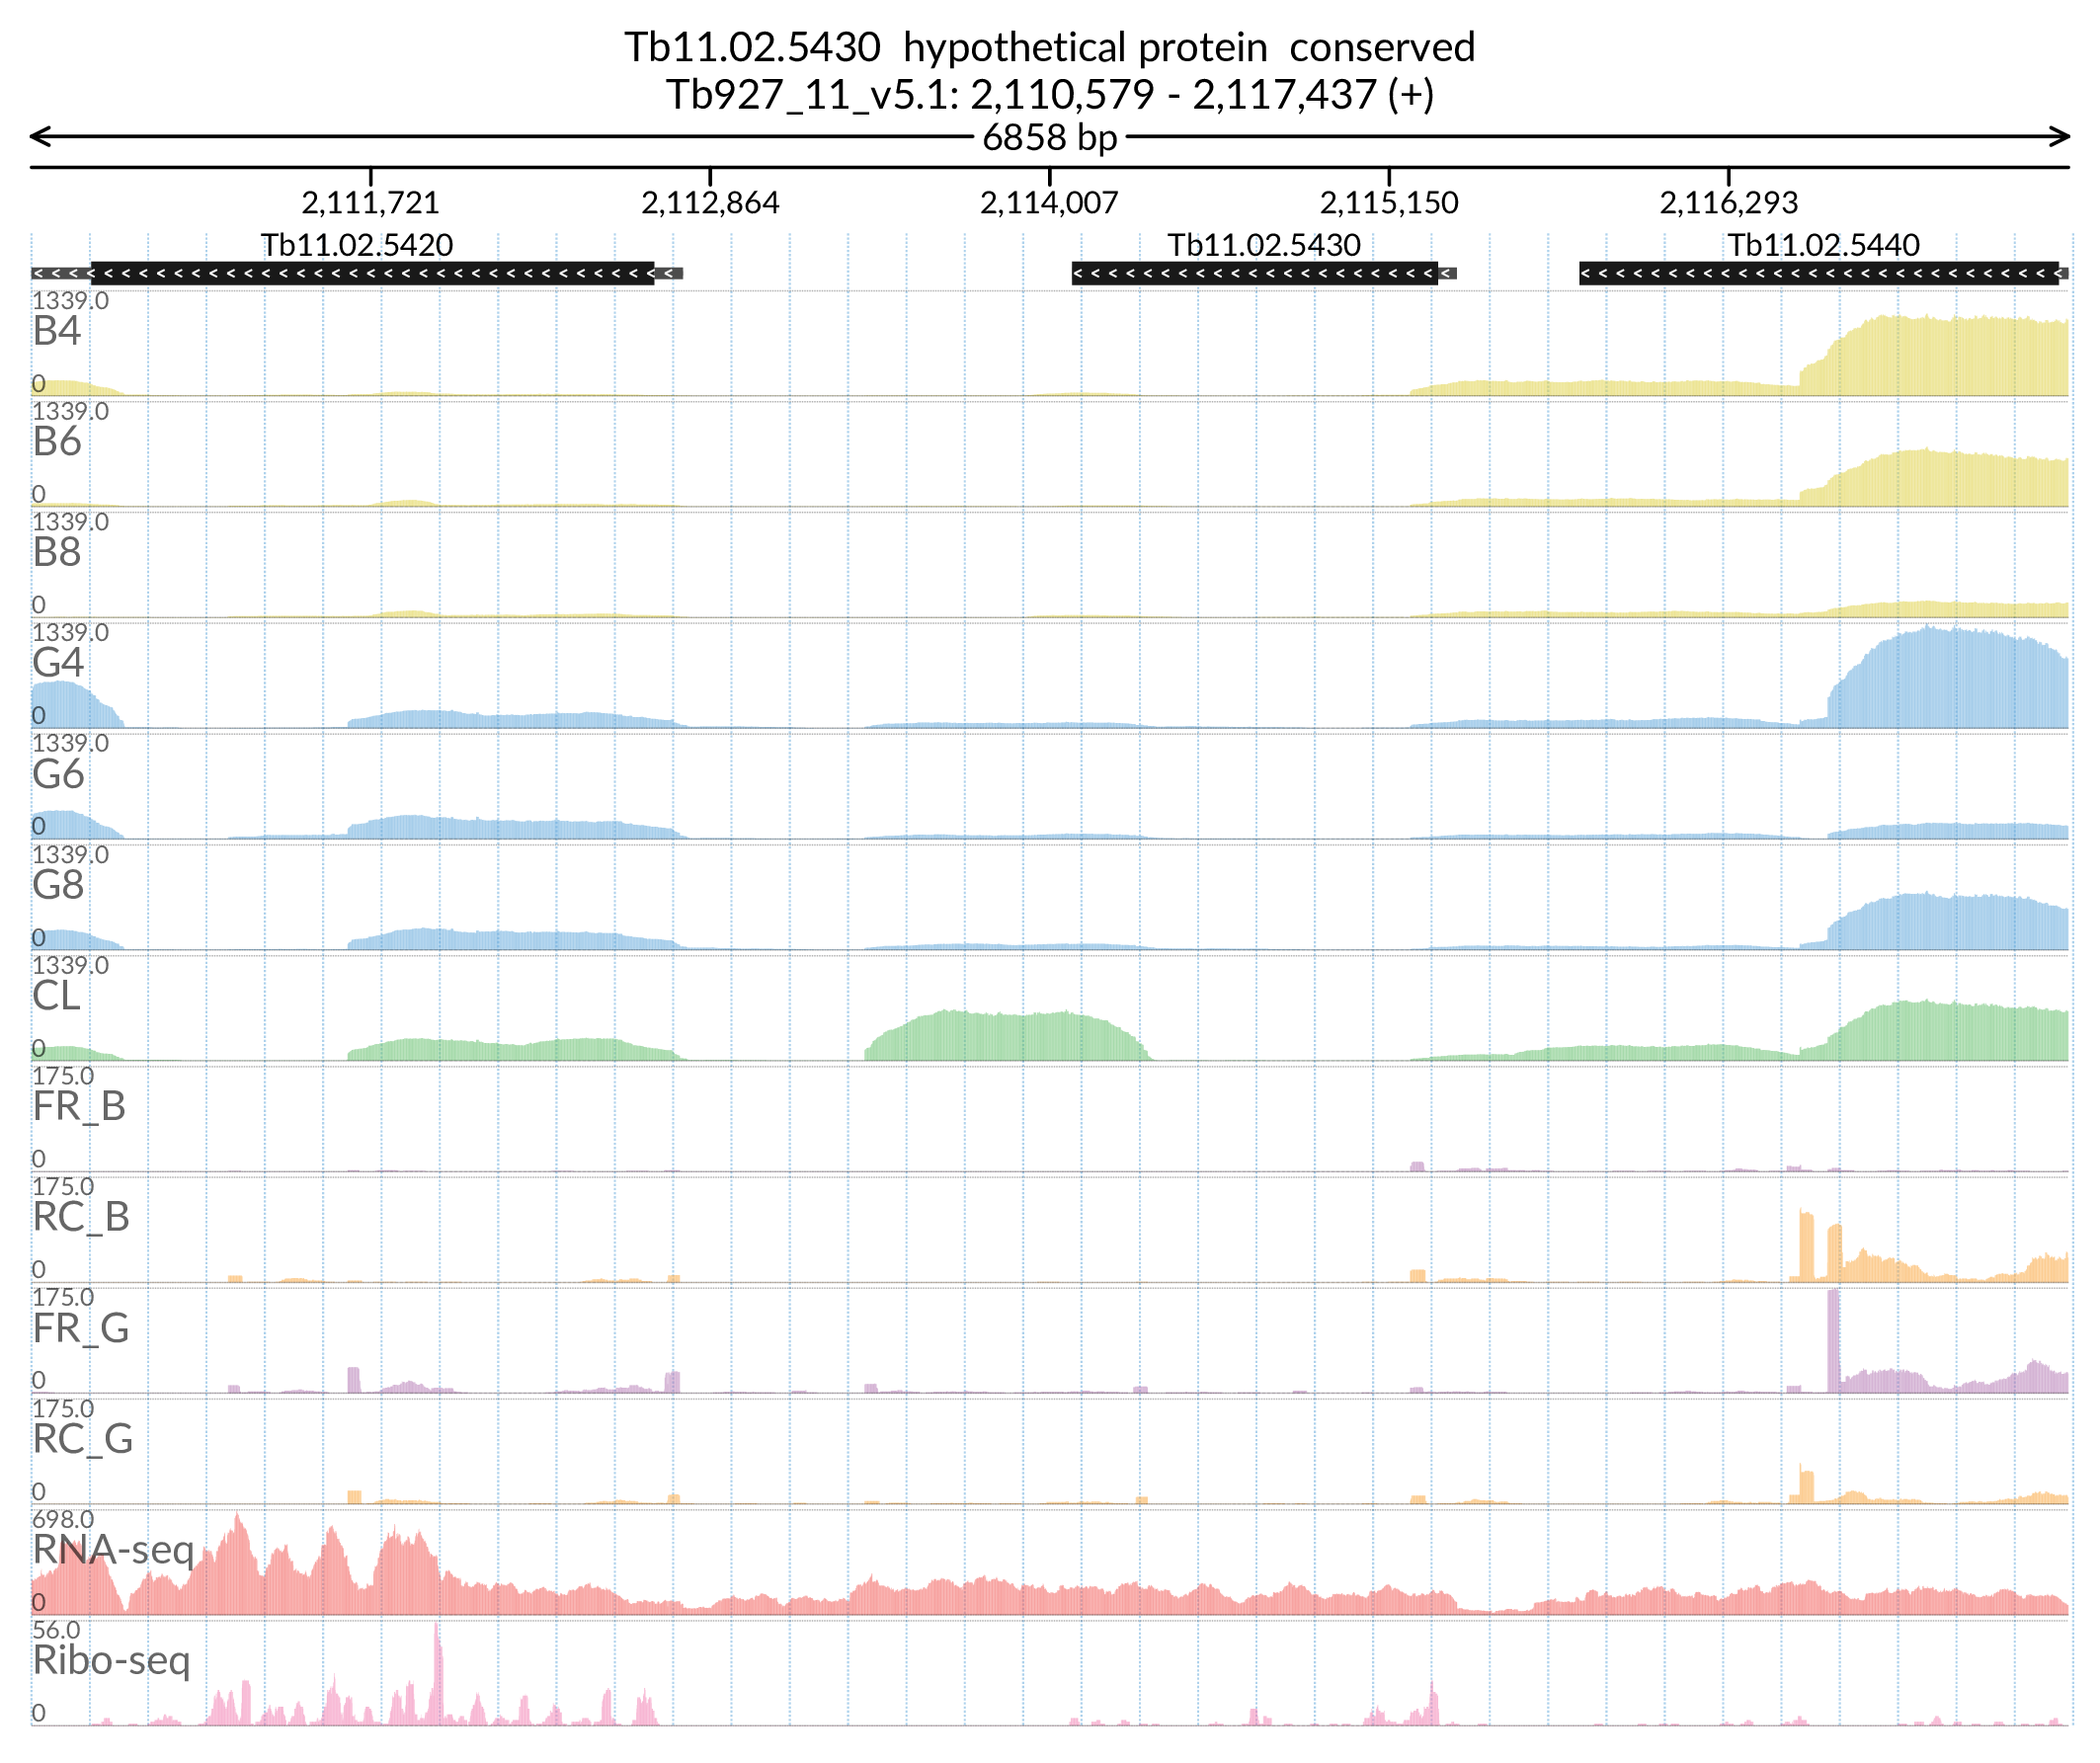 Tb11.02.5430 hypothetical protein conserved
Tb927_11_v5.1: 2,110,579 - 2,117,437 (+)
6858 bp
2,111,721 2,112,864 2,114,007 2,115,150 2,116,293
Tb11.02.5420 Tb11.02.5430 Tb11.02.5440
1339.0
B4
0
1339.0
B6
0
1339.0
B8
0
1339.0
G4
0
1339.0
G6
0
1339.0
G8
0
1339.0
CL
0
175.0
FR_B
0
175.0
RC_B
0
175.0
FR_G
0
175.0
RC_G
0
698.0
RNA-seq
0
56.0
Ribo-seq
0